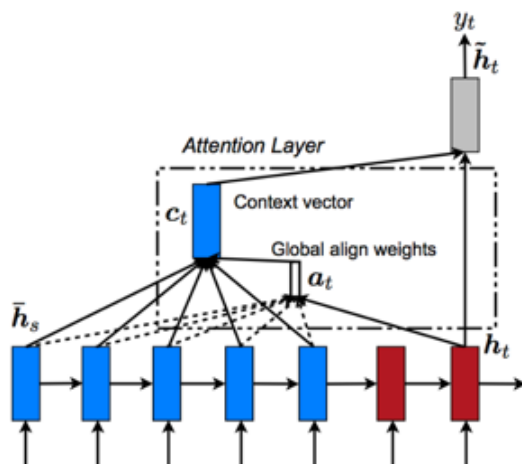 y_t
h̃_t
Attention Layer
c_t
Context vector
Global align weights
a_t
h̄_s
h_t